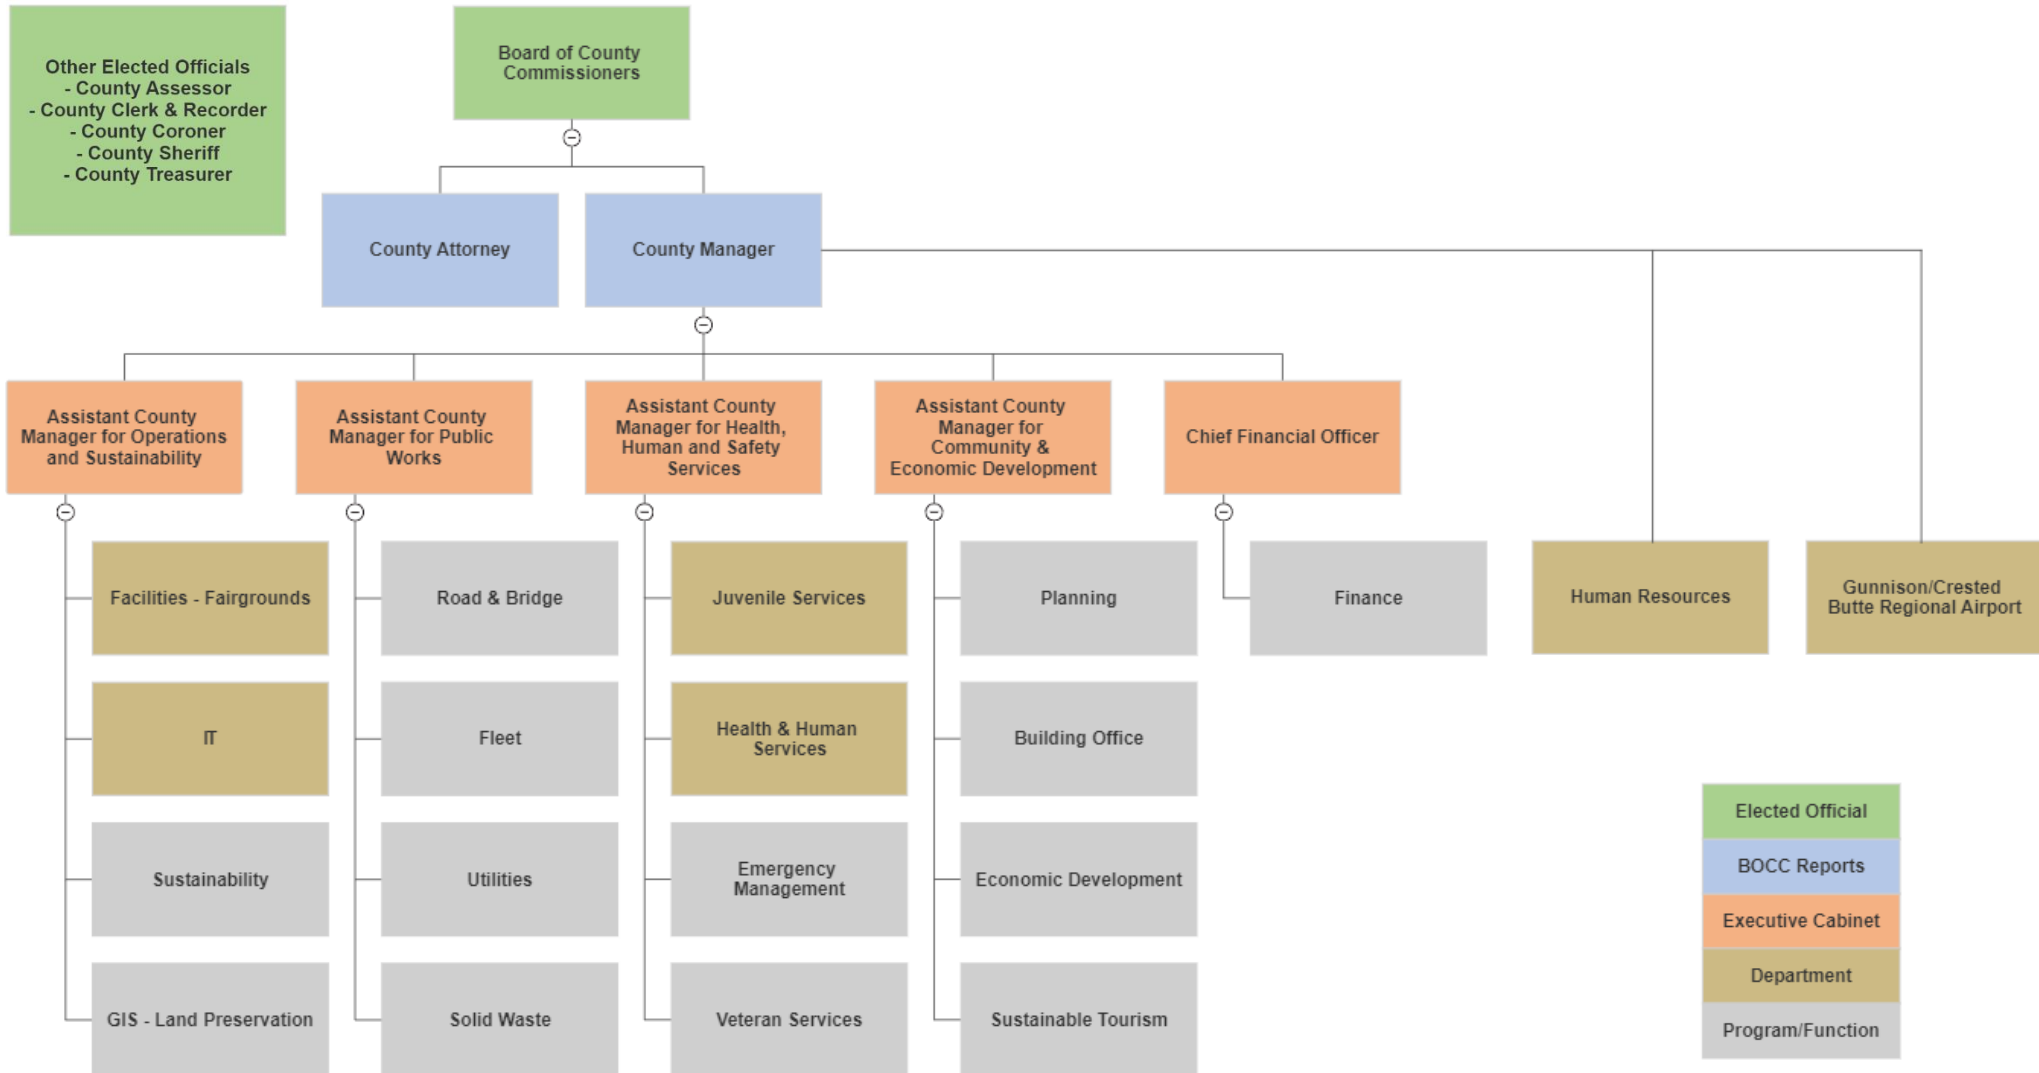 Other Elected Officials
- County Assessor
- County Clerk & Recorder
- County Coroner
- County Sheriff
- County Treasurer
Board of County
Commissioners
County Attorney
County Manager
Assistant County
Manager for Operations
and Sustainability
Assistant County
Manager for Public
Works
Assistant County
Manager for Health,
Human and Safety
Services
Assistant County
Manager for
Community &
Economic Development
Chief Financial Officer
Facilities - Fairgrounds
Road & Bridge
Juvenile Services
Planning
Finance
Human Resources
Gunnison/Crested
Butte Regional Airport
IT
Fleet
Health & Human
Services
Building Office
Sustainability
Utilities
Emergency
Management
Economic Development
GIS - Land Preservation
Solid Waste
Veteran Services
Sustainable Tourism
Elected Official
BOCC Reports
Executive Cabinet
Department
Program/Function